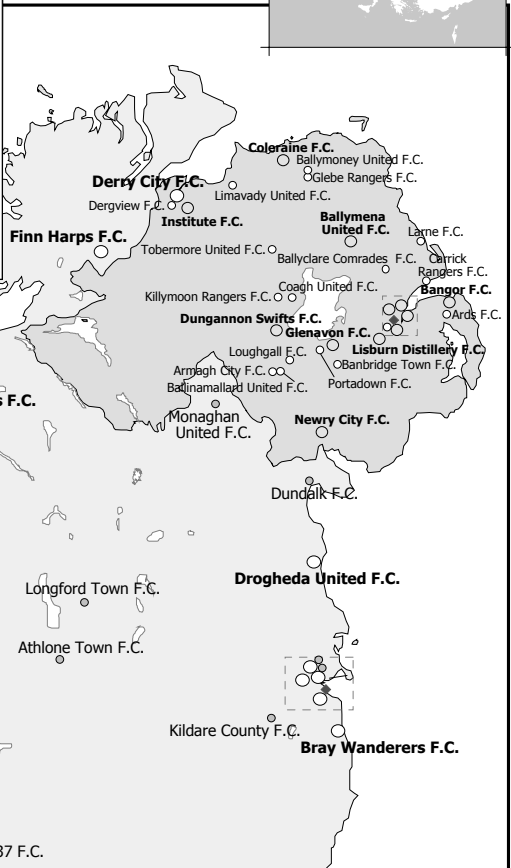 Coleraine F.C.
Ballymoney United F.C.
Glebe Rangers F.C.
Derry City F.C.
Limavady United F.C.
Dergview F.C.
Institute F.C.
Ballymena
United F.C.
Larne F.C.
Finn Harps F.C.
Tobermore United F.C.
Ballyclare Comrades F.C.
Carrick
Rangers F.C.
Coagh United F.C.
Bangor F.C.
Killymoon Rangers F.C.
Ards F.C.
Dungannon Swifts F.C.
Glenavon F.C.
Lisburn Distillery F.C.
Loughgall F.C.
Banbridge Town F.C.
Armagh City F.C.
Portadown F.C.
Ballinamallard United F.C.
s F.C.
Monaghan
United F.C.
Newry City F.C.
Dundalk F.C.
Drogheda United F.C.
Longford Town F.C.
Athlone Town F.C.
Kildare County F.C.
Bray Wanderers F.C.
37 F.C.